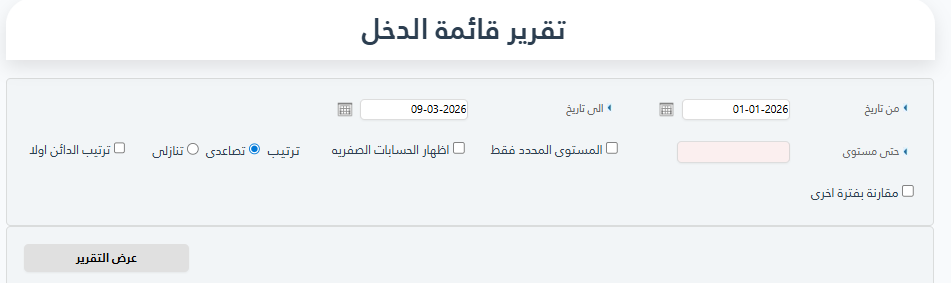 تقرير قائمة الدخل
من تاريخ 01-01-2026 الى تاريخ 09-03-2026
حتى مستوى المستوى المحدد فقط اظهار الحسابات الصفريه ترتيب تصاعدى تنازلى ترتيب الدائن اولا
مقارنة بفترة اخرى
عرض التقرير